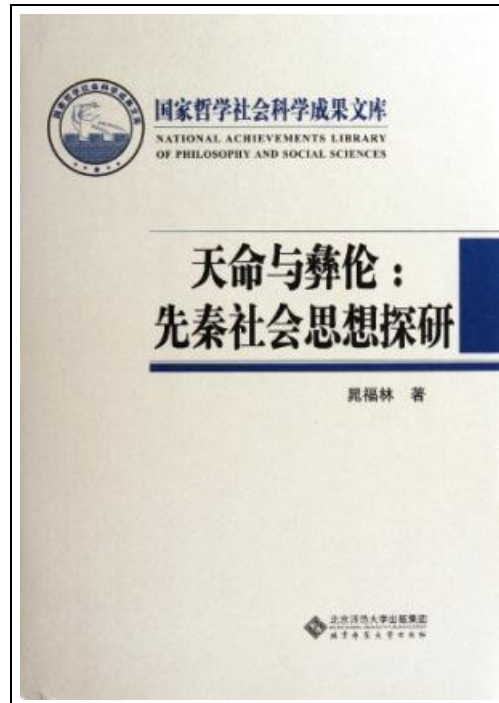 国家哲学社会科学成果文库
NATIONAL ACHIEVEMENTS LIBRARY
OF PHILOSOPHY AND SOCIAL SCIENCES
天命与彝伦：
先秦社会思想探研
晁福林 著
北京师范大学出版集团
北京师范大学出版社